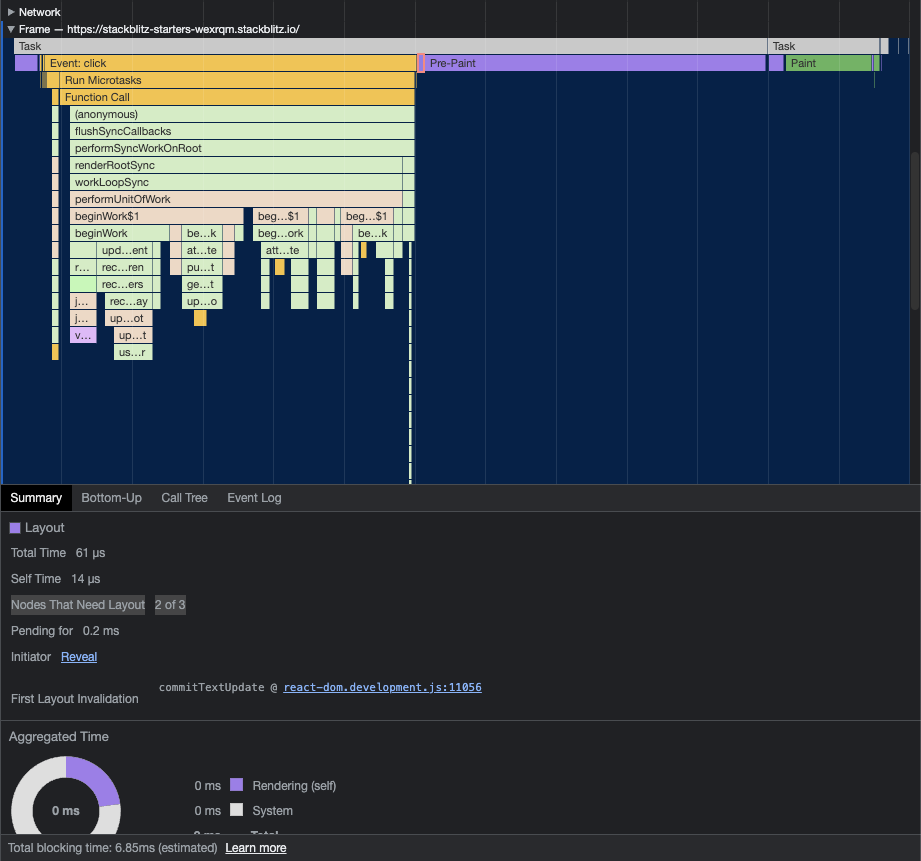 Network
Frame — https://stackblitz-starters-wexrqm.stackblitz.io/
Task Task
Event: click Pre-Paint Paint
Run Microtasks
Function Call
(anonymous)
flushSyncCallbacks
performSyncWorkOnRoot
renderRootSync
workLoopSync
performUnitOfWork
beginWork$1 beg…$1 beg…$1
beginWork be…k beg…ork be…k
upd…ent at…te att…te
r… rec…ren pu…t
rec…ers ge…t
j… rec…ay up…o
j… up…ot
v… up…t
us…r
Summary Bottom-Up Call Tree Event Log
Layout
Total Time 61 μs
Self Time 14 μs
Nodes That Need Layout 2 of 3
Pending for 0.2 ms
Initiator Reveal
commitTextUpdate @ react-dom.development.js:11056
First Layout Invalidation
Aggregated Time
0 ms Rendering (self)
0 ms
0 ms System
Total blocking time: 6.85ms (estimated) Learn more